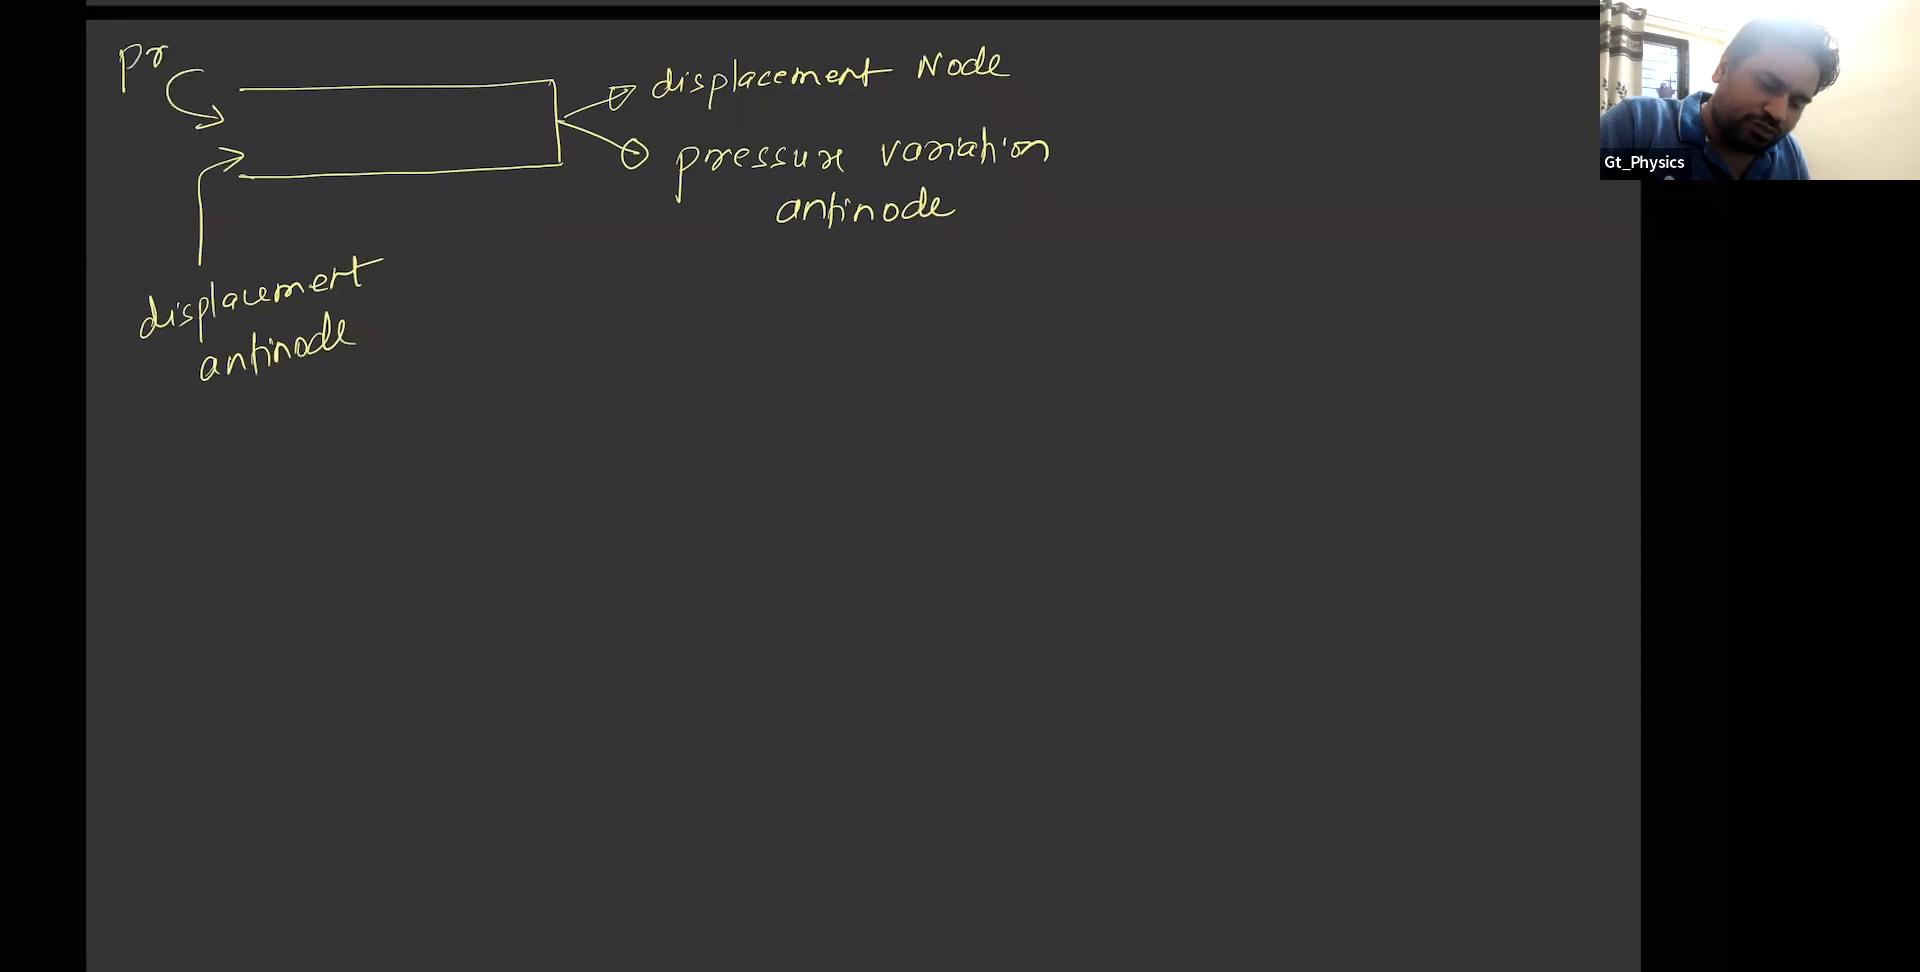 pr
displacement Node
pressure variation
antinode
displacement
antinode
Gt_Physics